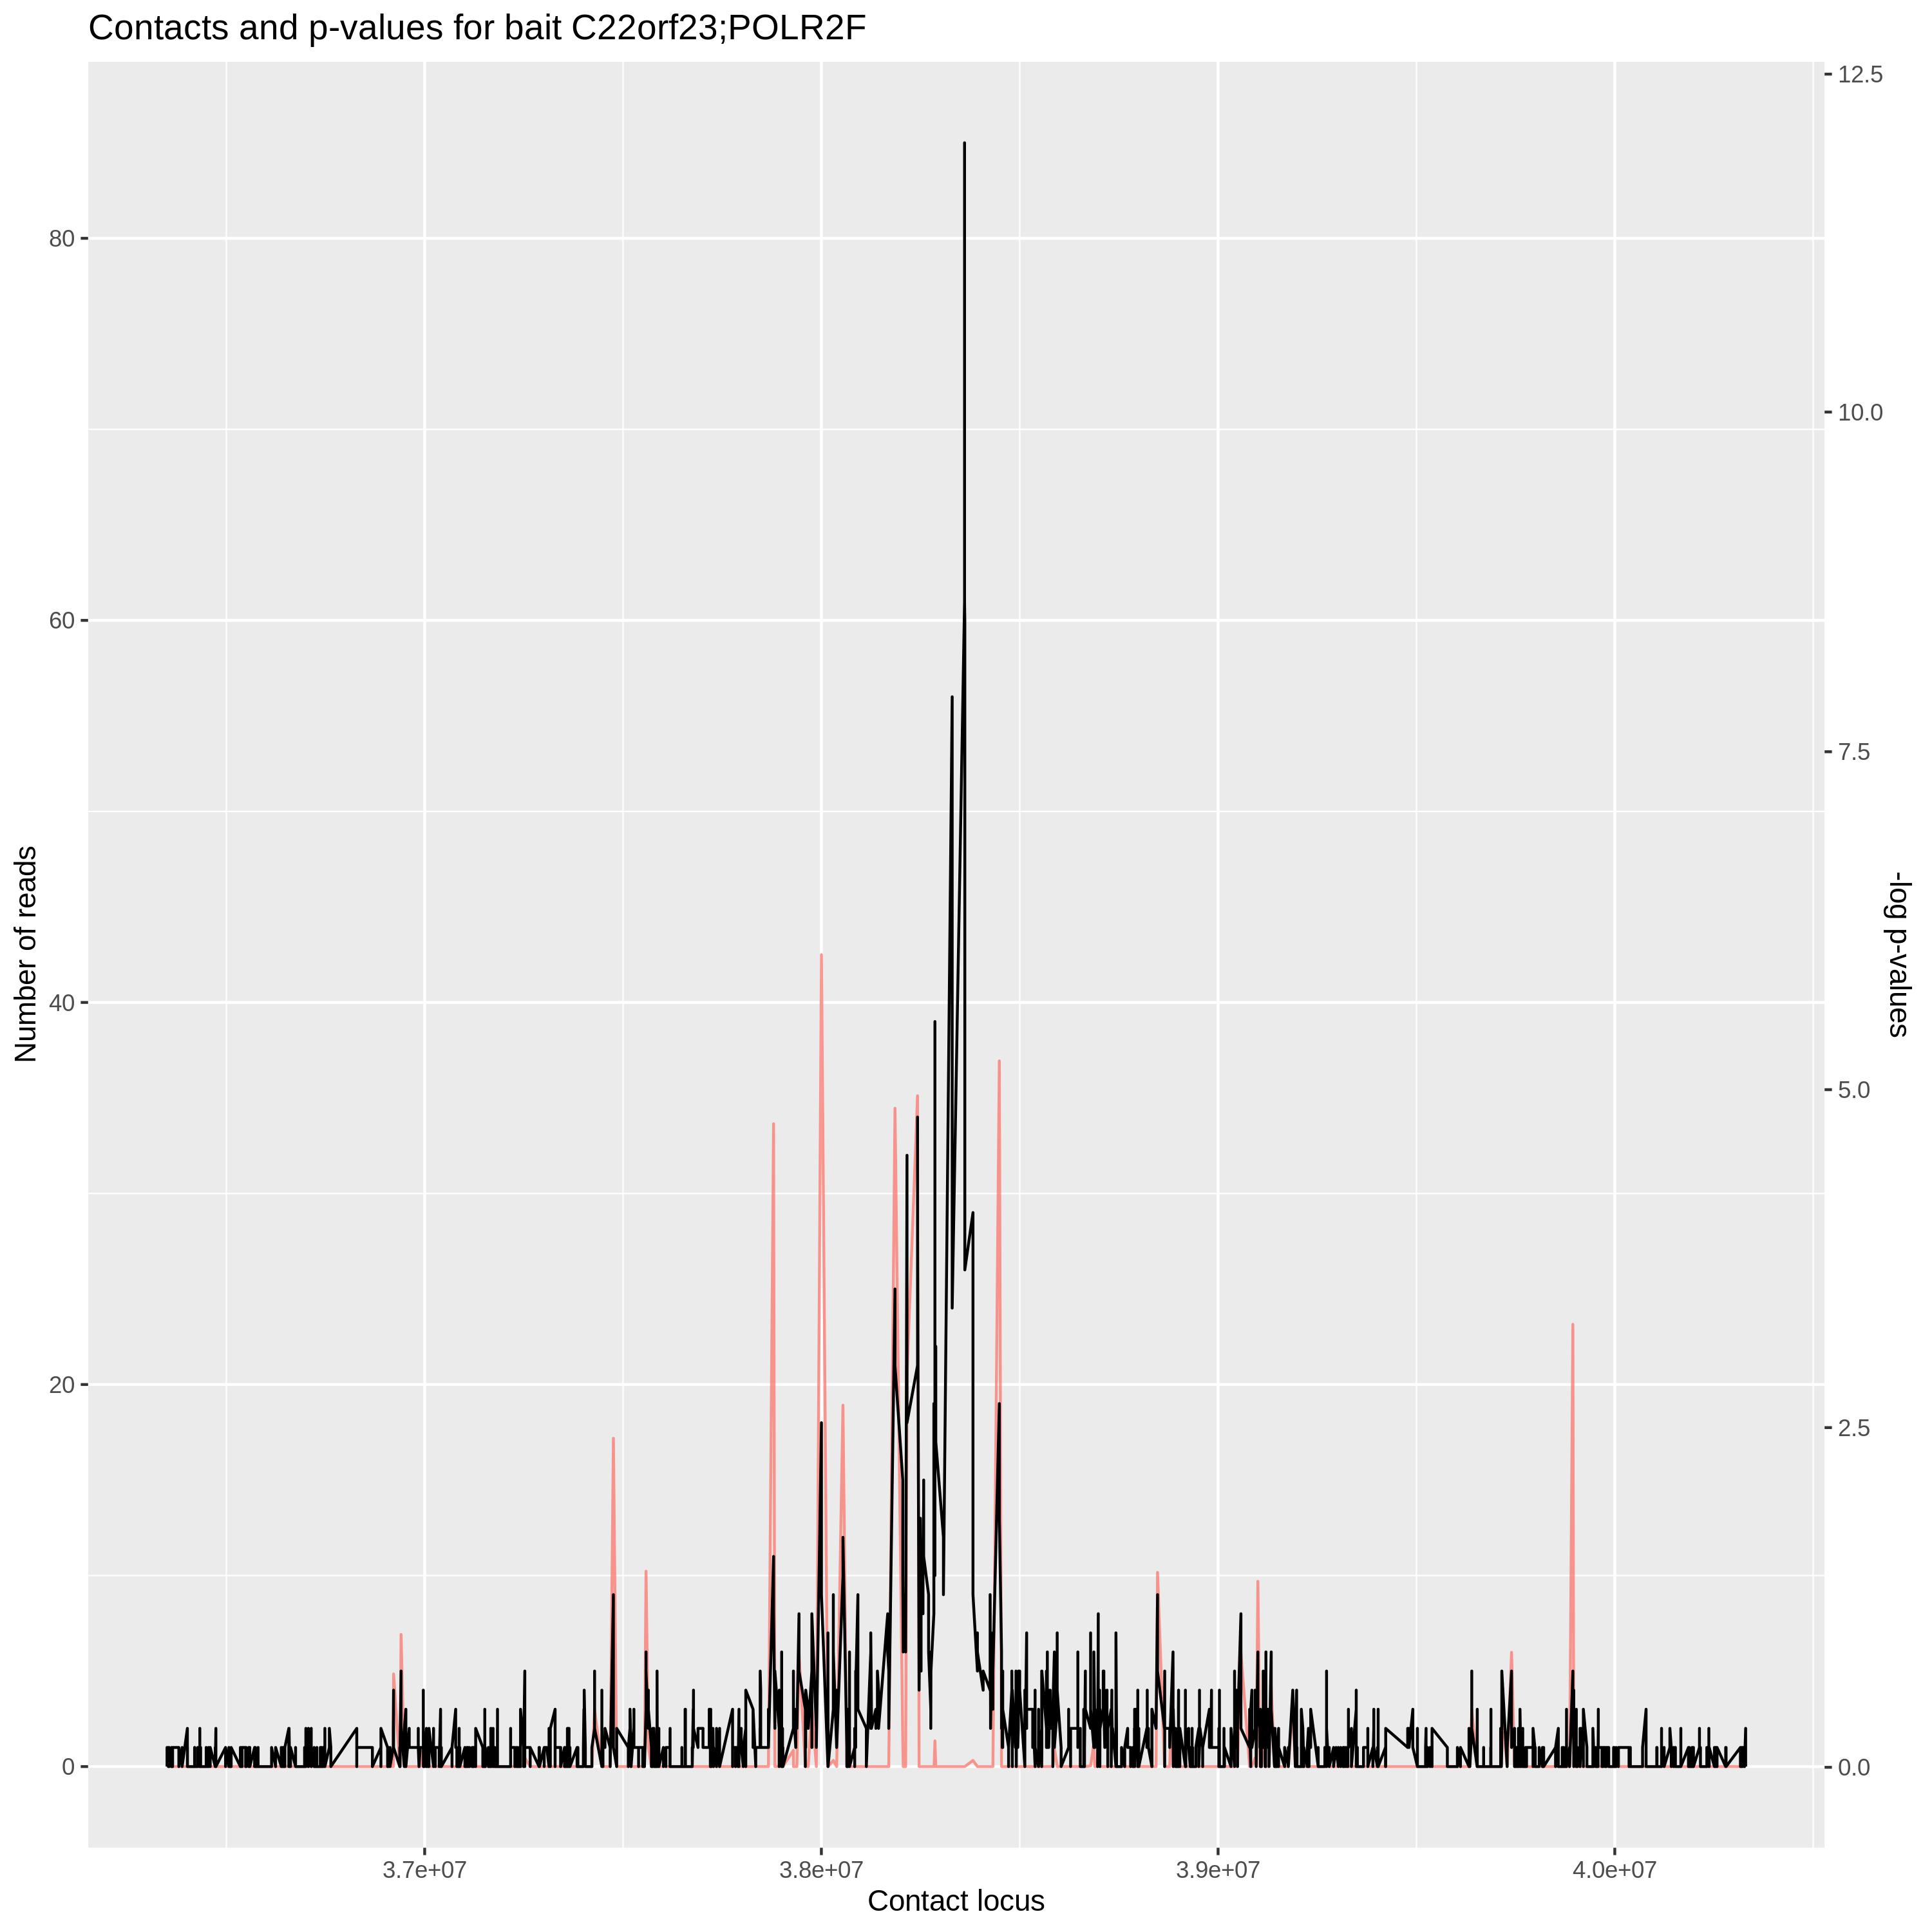 Contacts and p-values for bait C22orf23;POLR2F
12.5
10.0
7.5
5.0
2.5
0.0
80
60
40
20
0
Number of reads
-log p-values
3.7e+07 3.8e+07 3.9e+07 4.0e+07
Contact locus